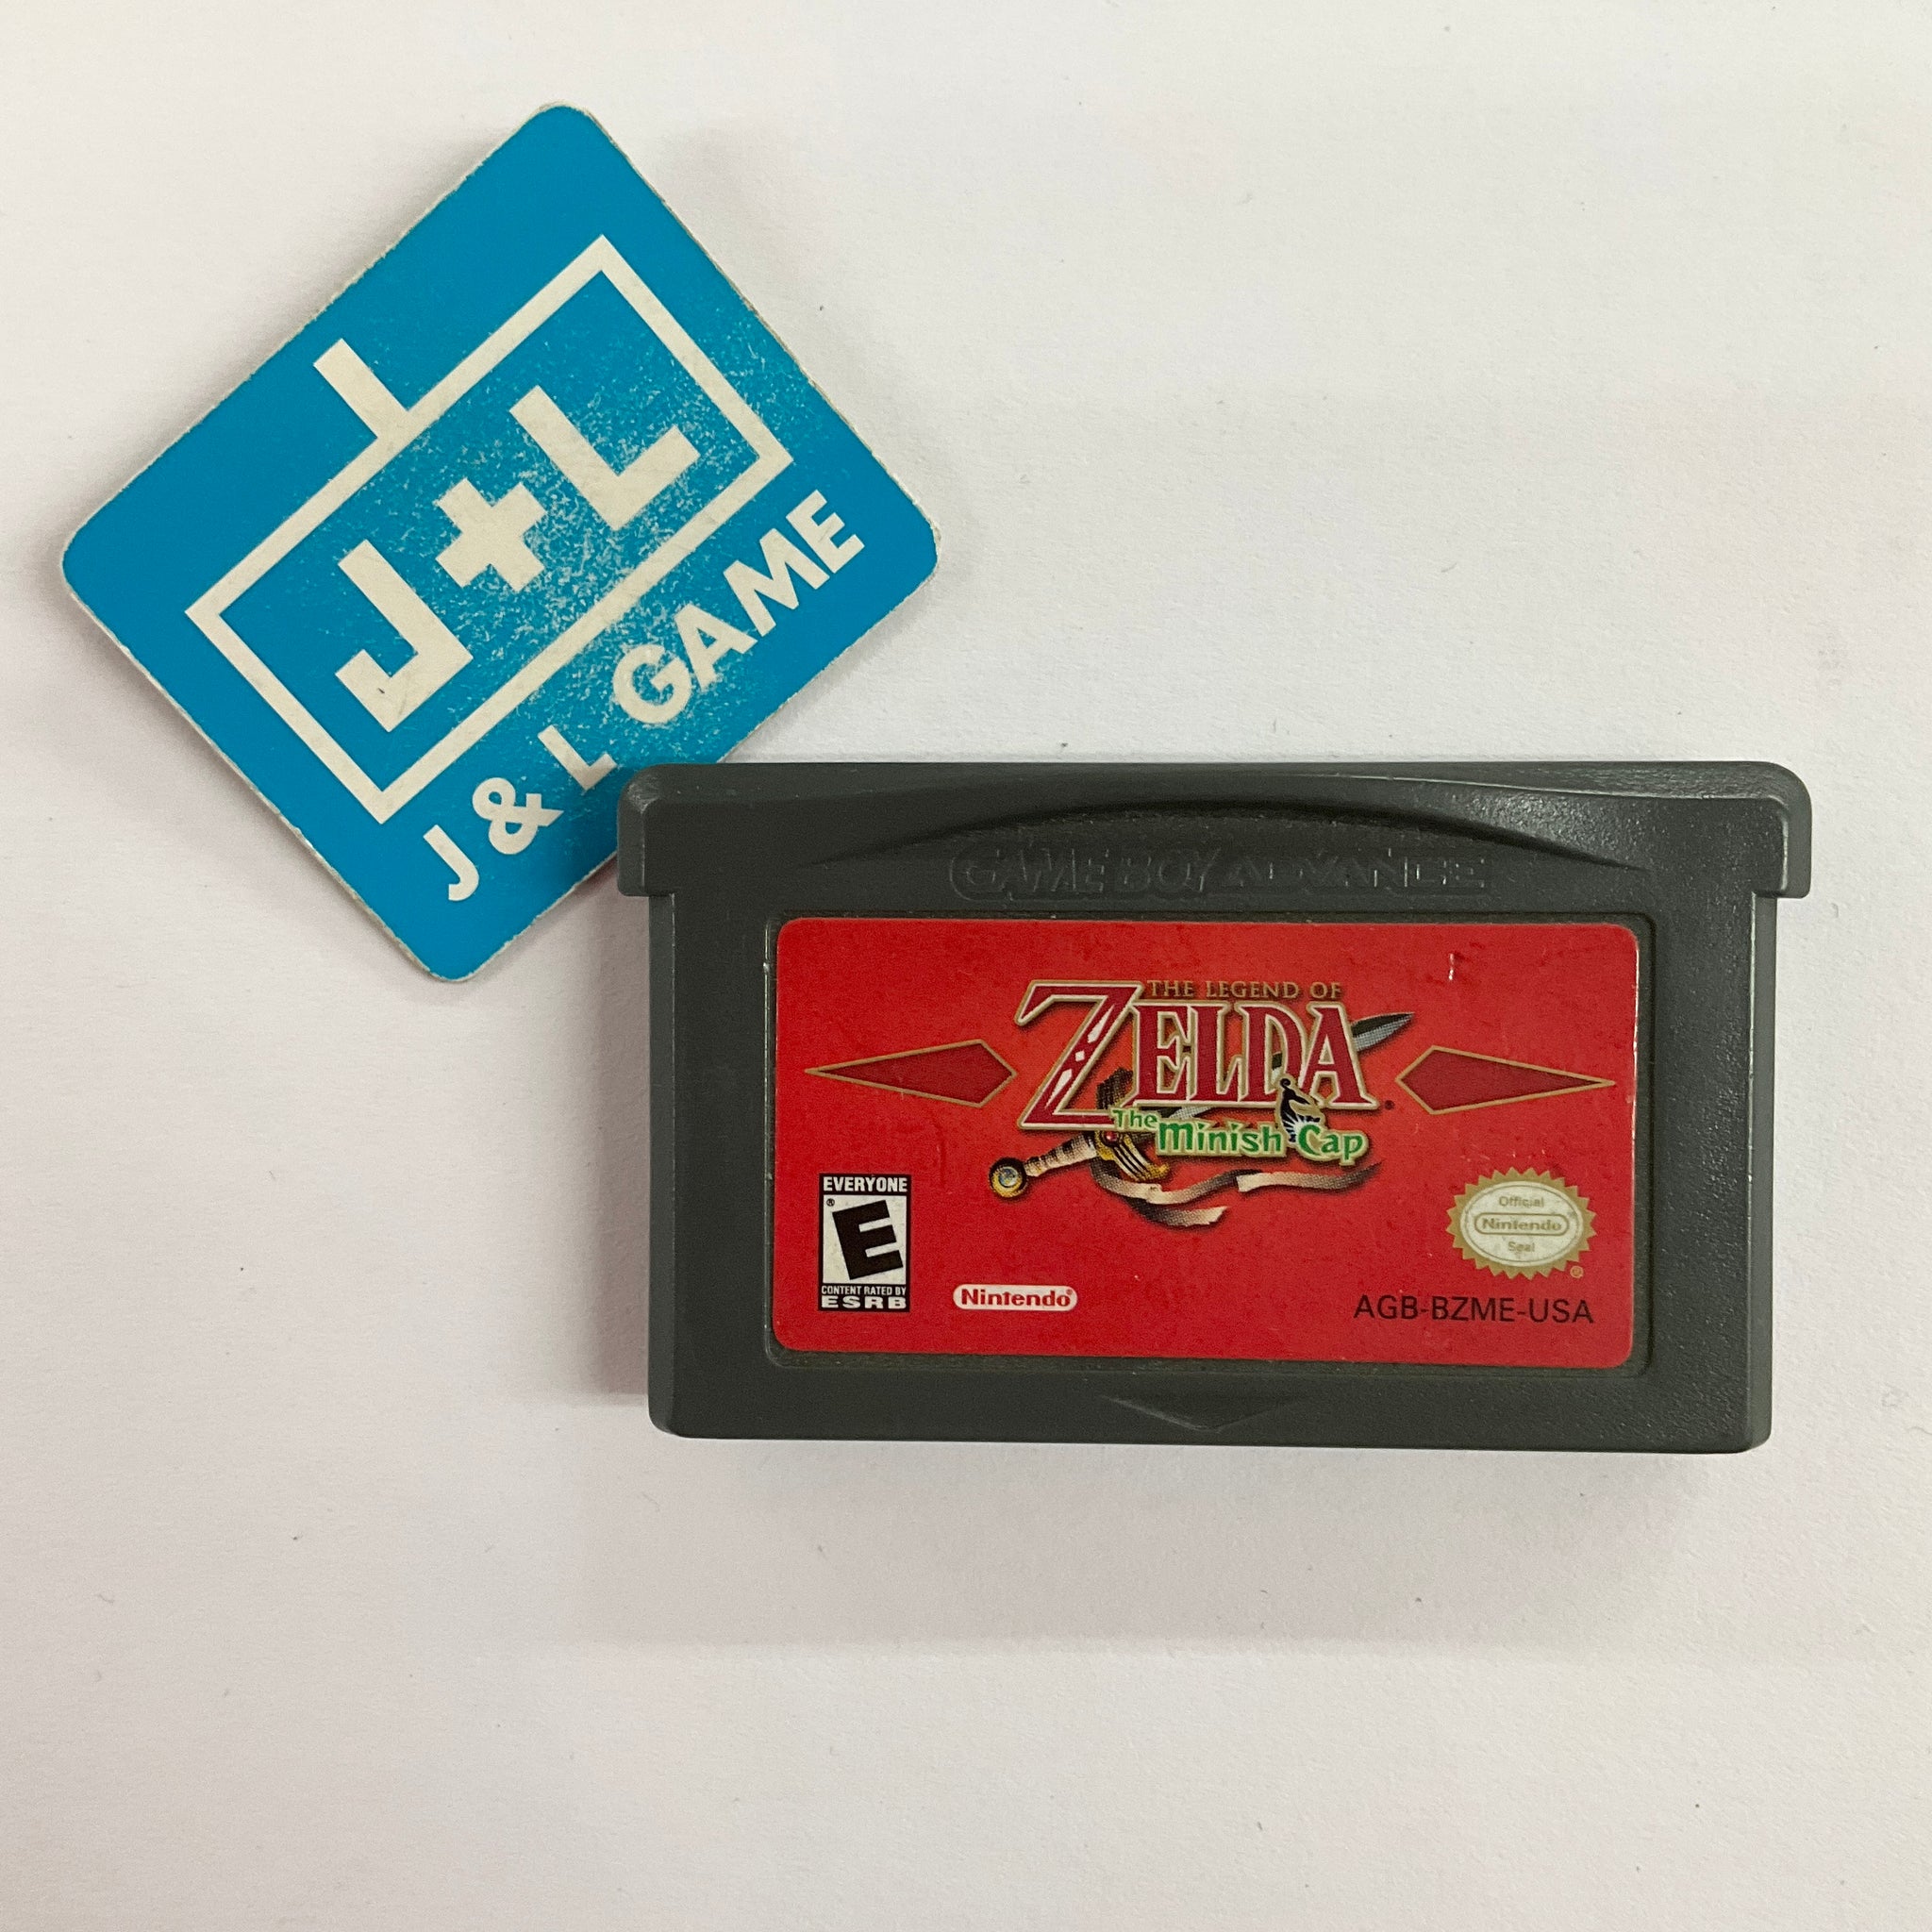 J+L
J & L GAME
GAME BOY ADVANCE
THE LEGEND OF
ZELDA
The Minish Cap
EVERYONE
E
CONTENT RATED BY
ESRB
Nintendo®
Official
Nintendo
Seal
AGB-BZME-USA